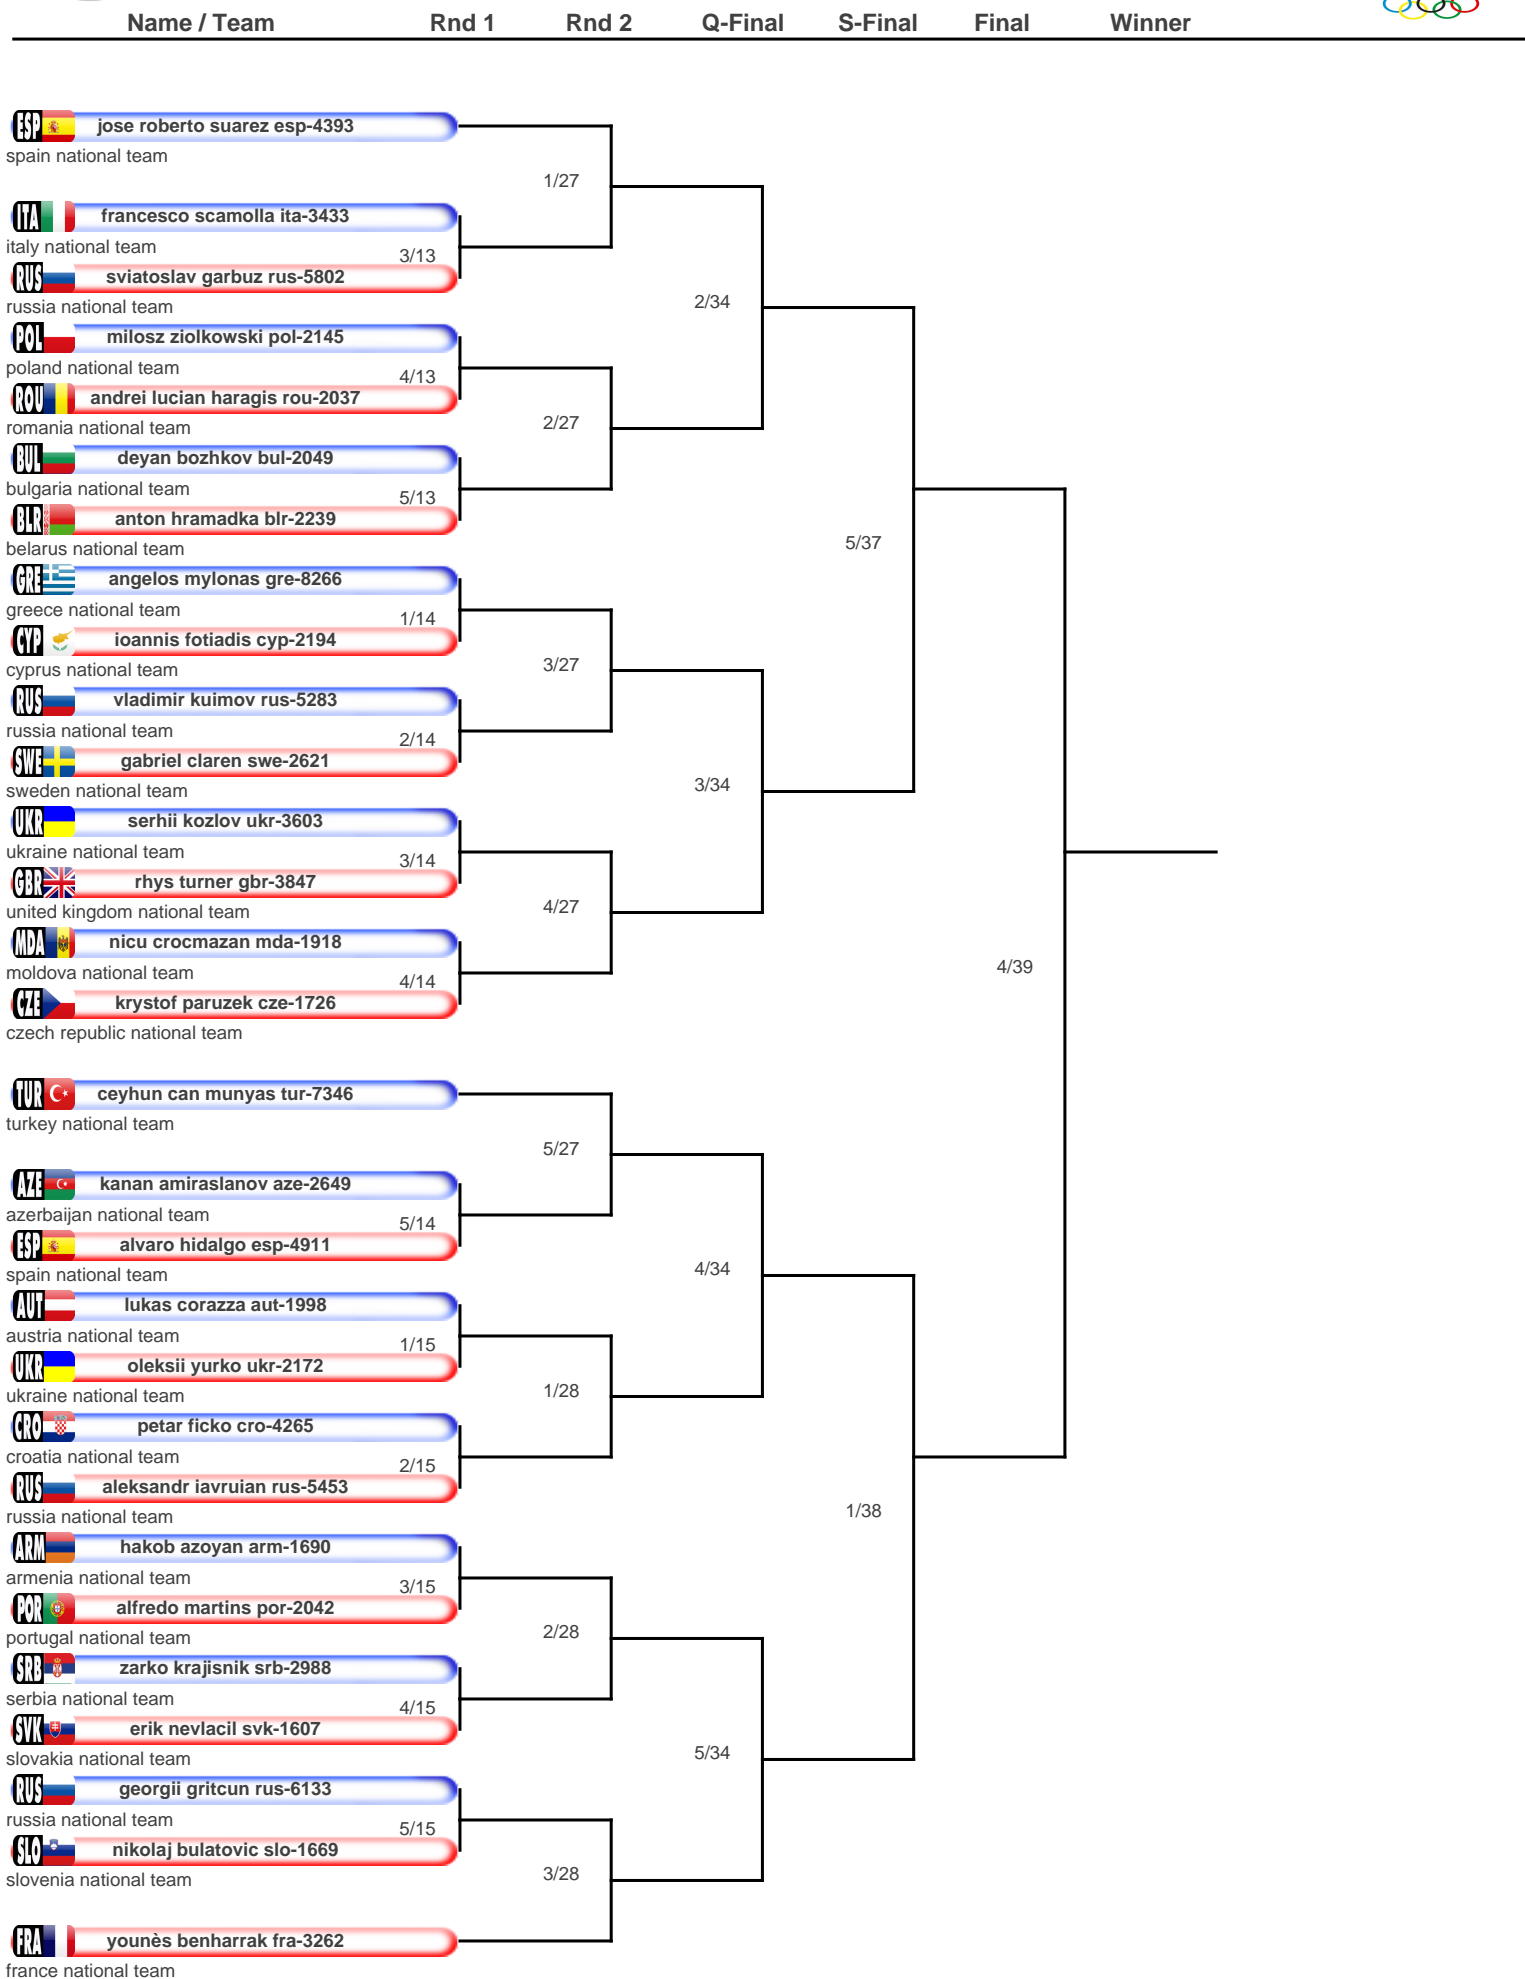 Name / Team Rnd 1 Rnd 2 Q-Final S-Final Final Winner
ESP jose roberto suarez esp-4393
spain national team
1/27
ITA francesco scamolla ita-3433
italy national team
3/13
RUS sviatoslav garbuz rus-5802
russia national team
2/34
POL milosz ziolkowski pol-2145
poland national team
4/13
ROU andrei lucian haragis rou-2037
romania national team
2/27
BUL deyan bozhkov bul-2049
bulgaria national team
5/13
BLR anton hramadka blr-2239
belarus national team
5/37
GRE angelos mylonas gre-8266
greece national team
1/14
CYP ioannis fotiadis cyp-2194
cyprus national team
3/27
RUS vladimir kuimov rus-5283
russia national team
2/14
SWE gabriel claren swe-2621
sweden national team
3/34
UKR serhii kozlov ukr-3603
ukraine national team
3/14
GBR rhys turner gbr-3847
united kingdom national team
4/27
MDA nicu crocmazan mda-1918
moldova national team
4/39
4/14
CZE krystof paruzek cze-1726
czech republic national team
TUR ceyhun can munyas tur-7346
turkey national team
5/27
AZE kanan amiraslanov aze-2649
azerbaijan national team
5/14
ESP alvaro hidalgo esp-4911
spain national team
4/34
AUT lukas corazza aut-1998
austria national team
1/15
UKR oleksii yurko ukr-2172
ukraine national team
1/28
CRO petar ficko cro-4265
croatia national team
2/15
RUS aleksandr iavruian rus-5453
russia national team
1/38
ARM hakob azoyan arm-1690
armenia national team
3/15
POR alfredo martins por-2042
portugal national team
2/28
SRB zarko krajisnik srb-2988
serbia national team
4/15
SVK erik nevlacil svk-1607
slovakia national team
5/34
RUS georgii gritcun rus-6133
russia national team
5/15
SLO nikolaj bulatovic slo-1669
slovenia national team
3/28
FRA younès benharrak fra-3262
france national team